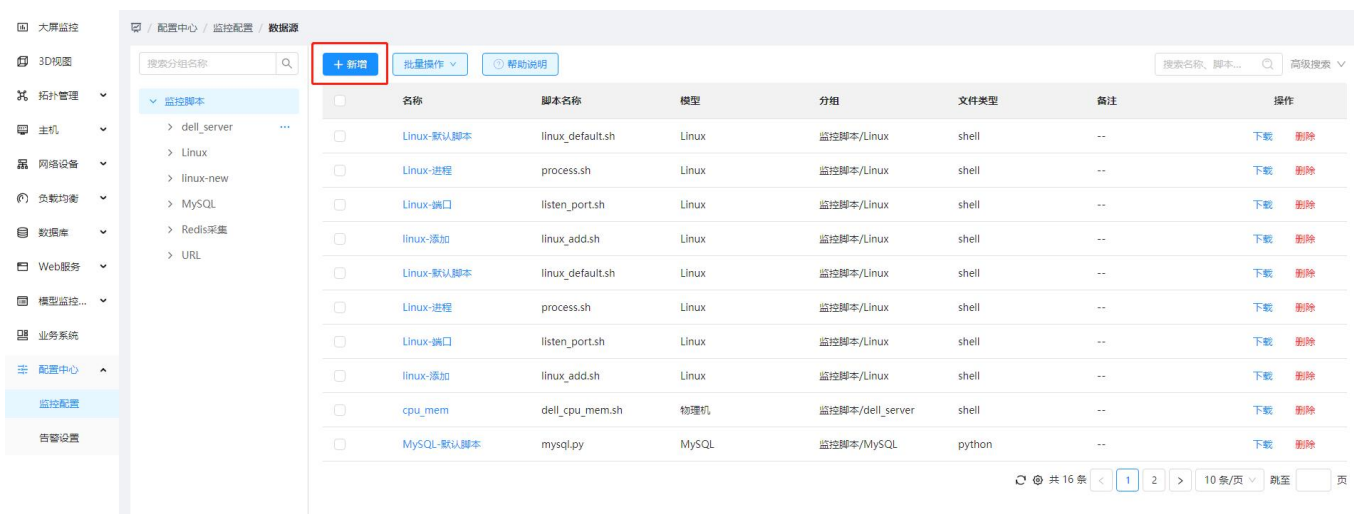 大屏监控
3D视图
拓扑管理
主机
网络设备
负载均衡
数据库
Web服务
模型监控...
业务系统
配置中心
监控配置
告警设置
/ 配置中心 / 监控配置 / 数据源
搜索分组名称
监控脚本
dell_server ...
Linux
linux-new
MySQL
Redis采集
URL
+ 新增 批量操作 帮助说明 搜索名称、脚本... 高级搜索
名称 脚本名称 模型 分组 文件类型 备注 操作
Linux-默认脚本 linux_default.sh Linux 监控脚本/Linux shell -- 下载 删除
Linux-进程 process.sh Linux 监控脚本/Linux shell -- 下载 删除
Linux-端口 listen_port.sh Linux 监控脚本/Linux shell -- 下载 删除
linux-添加 linux_add.sh Linux 监控脚本/Linux shell -- 下载 删除
Linux-默认脚本 linux_default.sh Linux 监控脚本/Linux shell -- 下载 删除
Linux-进程 process.sh Linux 监控脚本/Linux shell -- 下载 删除
Linux-端口 listen_port.sh Linux 监控脚本/Linux shell -- 下载 删除
linux-添加 linux_add.sh Linux 监控脚本/Linux shell -- 下载 删除
cpu_mem dell_cpu_mem.sh 物理机 监控脚本/dell_server shell -- 下载 删除
MySQL-默认脚本 mysql.py MySQL 监控脚本/MySQL python -- 下载 删除
共 16 条 < 1 2 > 10 条/页 跳至 页